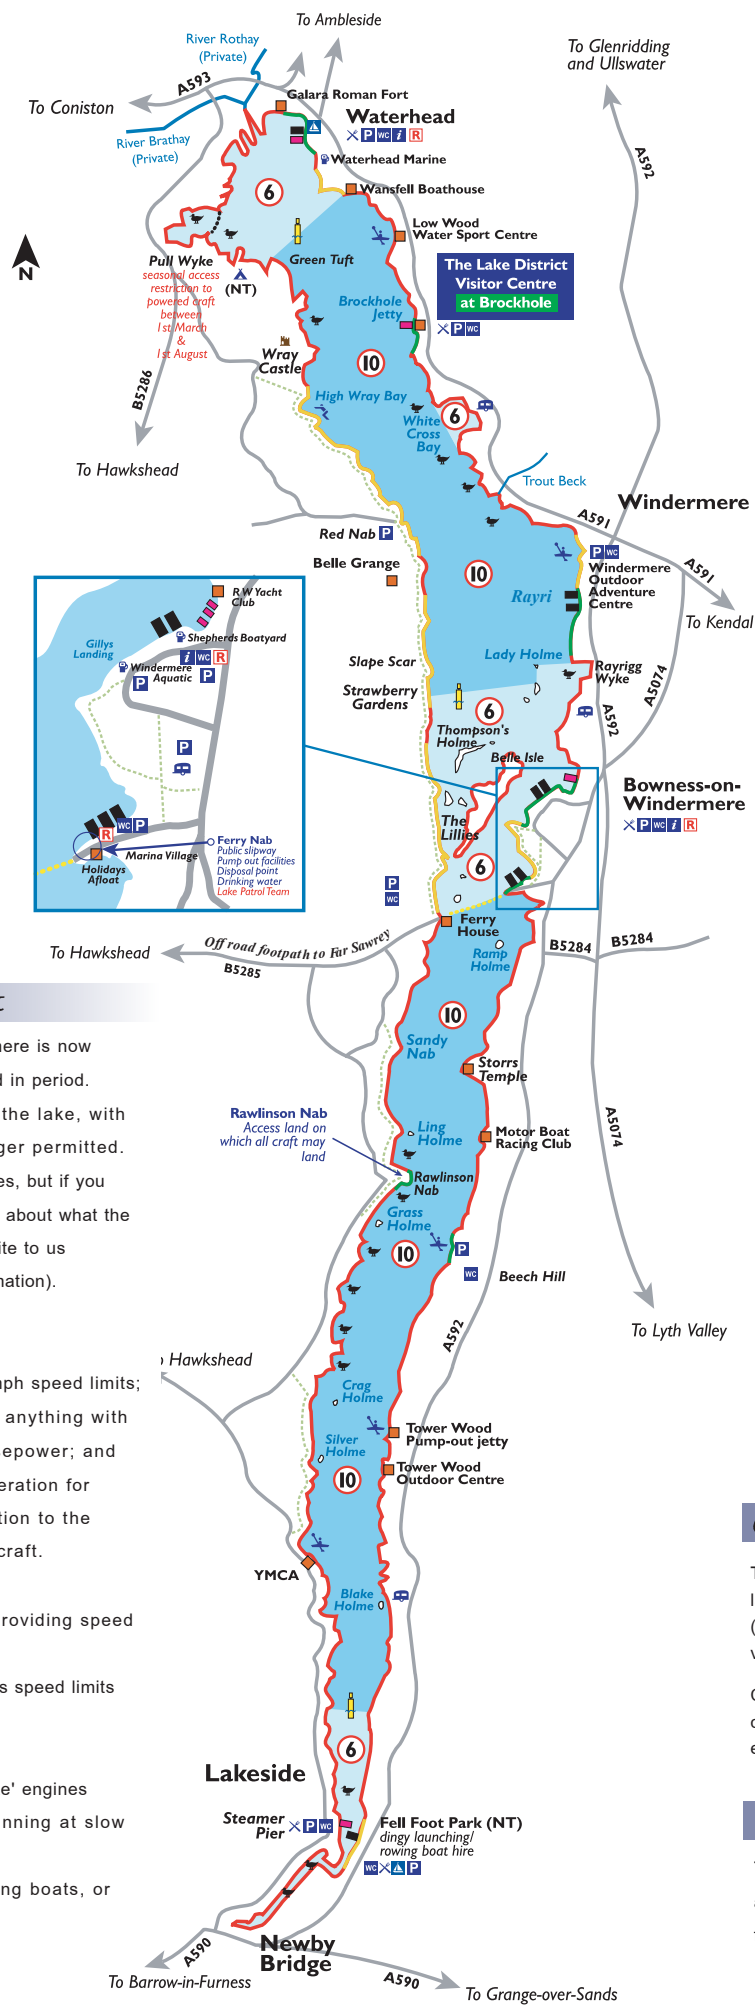 To Ambleside
River Rothay
(Private)
To Glenridding
and Ullswater
A593
To Coniston
Galara Roman Fort
Waterhead
P WC i R
River Brathay
(Private)
Waterhead Marine
A592
6
Wansfell Boathouse
Low Wood
Water Sport Centre
Green Tuft
Pull Wyke
seasonal access
restriction to
powered craft
between
1st March
&
1st August
(NT)
N
The Lake District
Visitor Centre
at Brockhole
P WC
Brockhole
Jetty
Wray
Castle
10
B5286
High Wray Bay
6
White
Cross
Bay
To Hawkshead
Trout Beck
Windermere
A591
Red Nab P
P WC
Belle Grange
10
Windermere
Outdoor
Adventure
Centre
A591
Rayri
To Kendal
R W Yacht
Club
Shepherds Boatyard
Gillys
Landing
i WC R
Windermere
Aquatic
P
P
P
WC P
R
Ferry Nab
Public slipway
Pump out facilities
Disposal point
Drinking water
Lake Patrol Team
Marina Village
Holidays
Afloat
Lady Holme
Slape Scar
Rayrigg
Wyke
A5074
Strawberry
Gardens
6
A592
Thompson's
Holme
Belle Isle
Bowness-on-
Windermere
P WC i R
The
Lillies
6
P
WC
Ferry
House
To Hawkshead
Off road footpath to Far Sawrey
B5285
B5284
B5284
Ramp
Holme
10
Sandy
Nab
Storrs
Temple
Rawlinson Nab
Access land on
which all craft may
land
Ling
Holme
Motor Boat
Racing Club
A5074
Rawlinson
Nab
Grass
Holme
10
P
WC
Beech Hill
To Lyth Valley
A592
Hawkshead
Crag
Holme
Tower Wood
Pump-out jetty
Silver
Holme
10
Tower Wood
Outdoor Centre
YMCA
Blake
Holme
6
Lakeside
Steamer
Pier
P WC
Fell Foot Park (NT)
dingy launching/
rowing boat hire
WC P
Newby
Bridge
A590
To Barrow-in-Furness
A590
To Grange-over-Sands
here is now
d in period.
the lake, with
ger permitted.
es, but if you
about what the
ite to us
nation).
nph speed limits;
anything with
sepower; and
eration for
tion to the
craft.
roviding speed
s speed limits
e' engines
nning at slow
ng boats, or